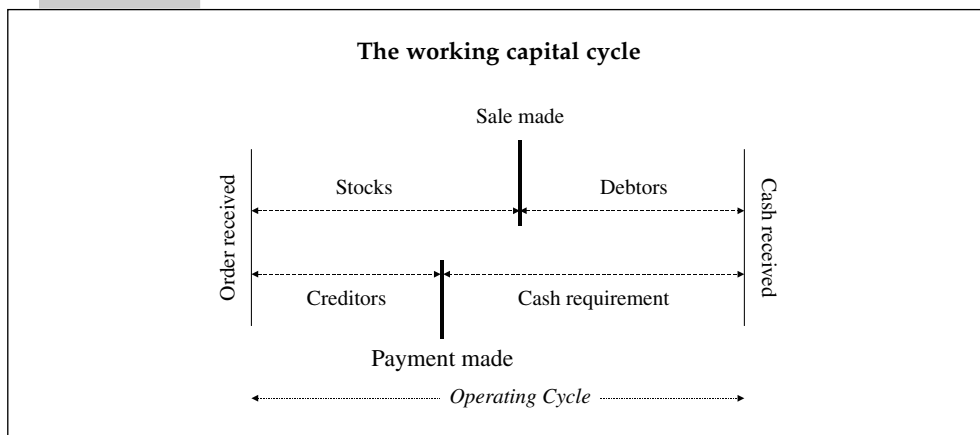 The working capital cycle
Sale made
Order received
Stocks
Debtors
Cash received
Creditors
Cash requirement
Payment made
Operating Cycle